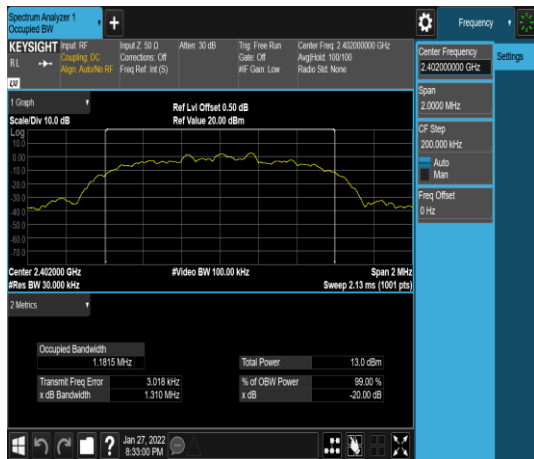 Spectrum Analyzer 1
Occupied BW
+
Frequency
KEYSIGHT Input: RF Input Z: 50 Ω Atten: 30 dB Trig: Free Run Center Freq: 2.402000000 GHz
R L Coupling: DC Corrections: Off Gate: Off Avg|Hold: 100/100
Align: Auto/No RF Freq Ref: Int (S) #IF Gain: Low Radio Std: None
LXI
Center Frequency
2.402000000 GHz
Settings
Span
2.0000 MHz
CF Step
200.000 kHz
Auto
Man
Freq Offset
0 Hz
1 Graph
Ref Lvl Offset 0.50 dB
Scale/Div 10.0 dB Ref Value 20.00 dBm
Log
10.0
0.00
-10.0
-20.0
-30.0
-40.0
-50.0
-60.0
-70.0
Center 2.402000 GHz #Video BW 100.00 kHz Span 2 MHz
#Res BW 30.000 kHz Sweep 2.13 ms (1001 pts)
2 Metrics
Occupied Bandwidth
1.1815 MHz Total Power 13.0 dBm
Transmit Freq Error 3.018 kHz % of OBW Power 99.00 %
x dB Bandwidth 1.310 MHz x dB -20.00 dB
? Jan 27, 2022
8:33:00 PM